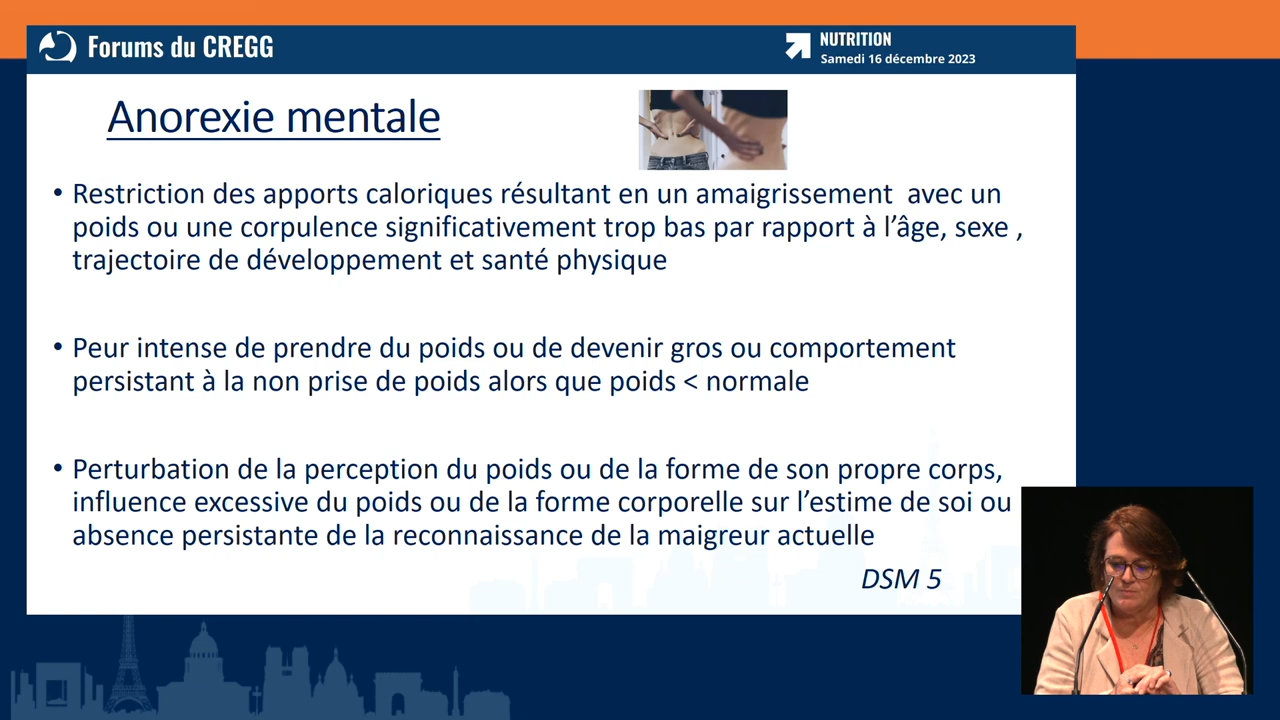 Forums du CREGG
NUTRITION
Samedi 16 décembre 2023
Anorexie mentale
• Restriction des apports caloriques résultant en un amaigrissement avec un
poids ou une corpulence significativement trop bas par rapport à l’âge, sexe ,
trajectoire de développement et santé physique
• Peur intense de prendre du poids ou de devenir gros ou comportement
persistant à la non prise de poids alors que poids < normale
• Perturbation de la perception du poids ou de la forme de son propre corps,
influence excessive du poids ou de la forme corporelle sur l’estime de soi ou
absence persistante de la reconnaissance de la maigreur actuelle
DSM 5